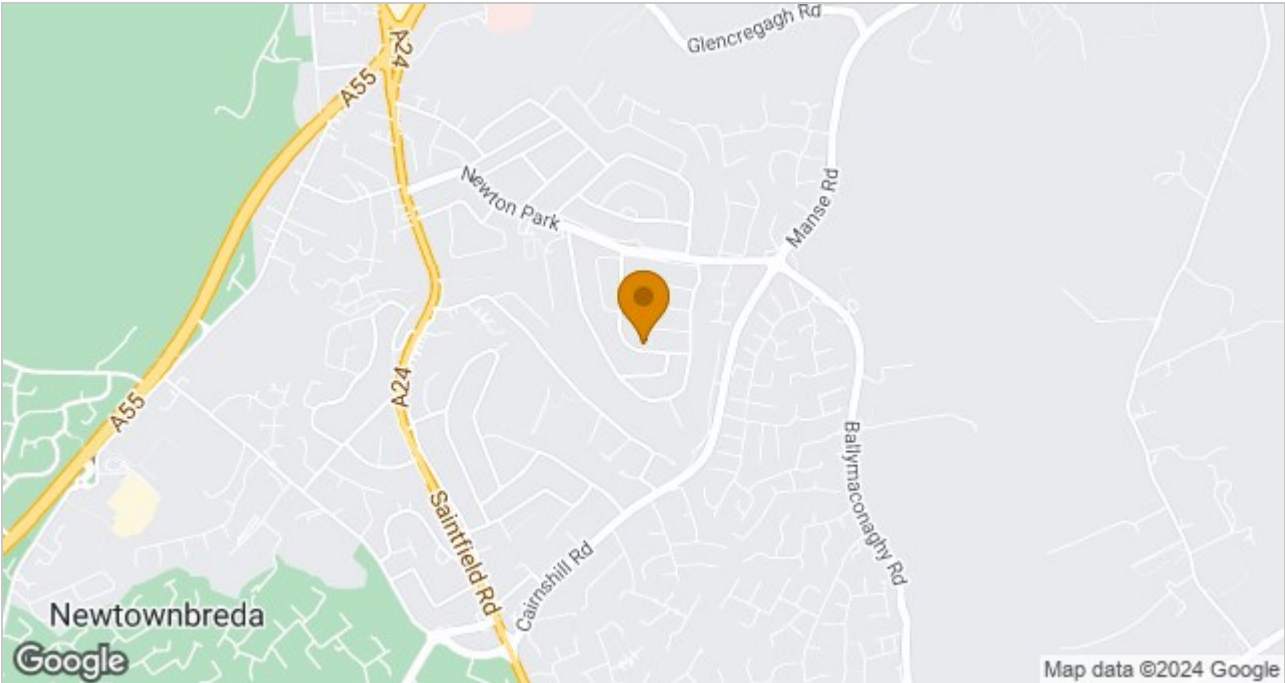 Glencregagh Rd
A24
A55
Newton Park
Manse Rd
A24
A55
Ballymaconaghy Rd
Saintfield Rd
Cairnshill Rd
Newtownbreda
Google
Map data ©2024 Google